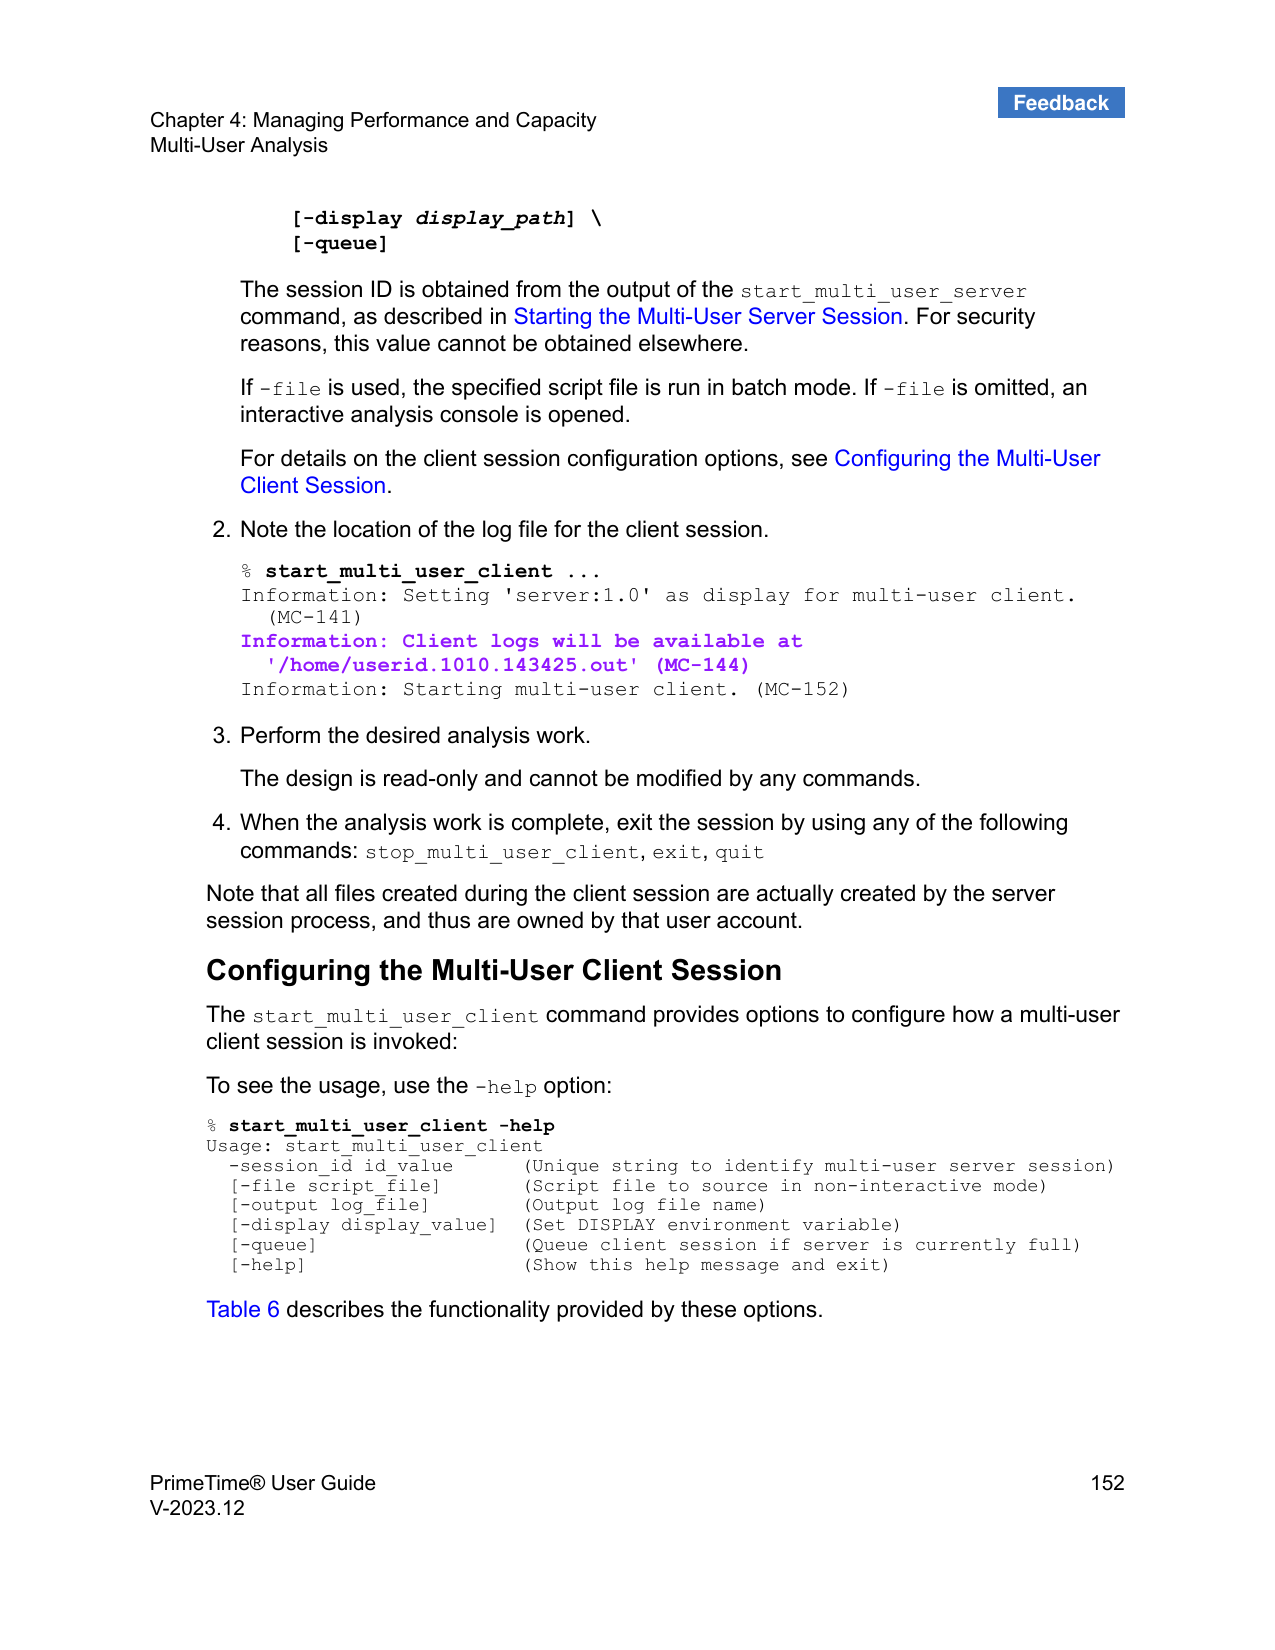 Feedback
Chapter 4: Managing Performance and Capacity
Multi-User Analysis
[-display display_path] \
[-queue]
The session ID is obtained from the output of the start_multi_user_server
command, as described in Starting the Multi-User Server Session. For security
reasons, this value cannot be obtained elsewhere.
If -file is used, the specified script file is run in batch mode. If -file is omitted, an
interactive analysis console is opened.
For details on the client session configuration options, see Configuring the Multi-User
Client Session.
2. Note the location of the log file for the client session.
% start_multi_user_client ...
Information: Setting 'server:1.0' as display for multi-user client.
(MC-141)
Information: Client logs will be available at
'/home/userid.1010.143425.out' (MC-144)
Information: Starting multi-user client. (MC-152)
3. Perform the desired analysis work.
The design is read-only and cannot be modified by any commands.
4. When the analysis work is complete, exit the session by using any of the following
commands: stop_multi_user_client, exit, quit
Note that all files created during the client session are actually created by the server
session process, and thus are owned by that user account.
Configuring the Multi-User Client Session
The start_multi_user_client command provides options to configure how a multi-user
client session is invoked:
To see the usage, use the -help option:
% start_multi_user_client -help
Usage: start_multi_user_client
-session_id id_value (Unique string to identify multi-user server session)
[-file script_file] (Script file to source in non-interactive mode)
[-output log_file] (Output log file name)
[-display display_value] (Set DISPLAY environment variable)
[-queue] (Queue client session if server is currently full)
[-help] (Show this help message and exit)
Table 6 describes the functionality provided by these options.
PrimeTime® User Guide 152
V-2023.12